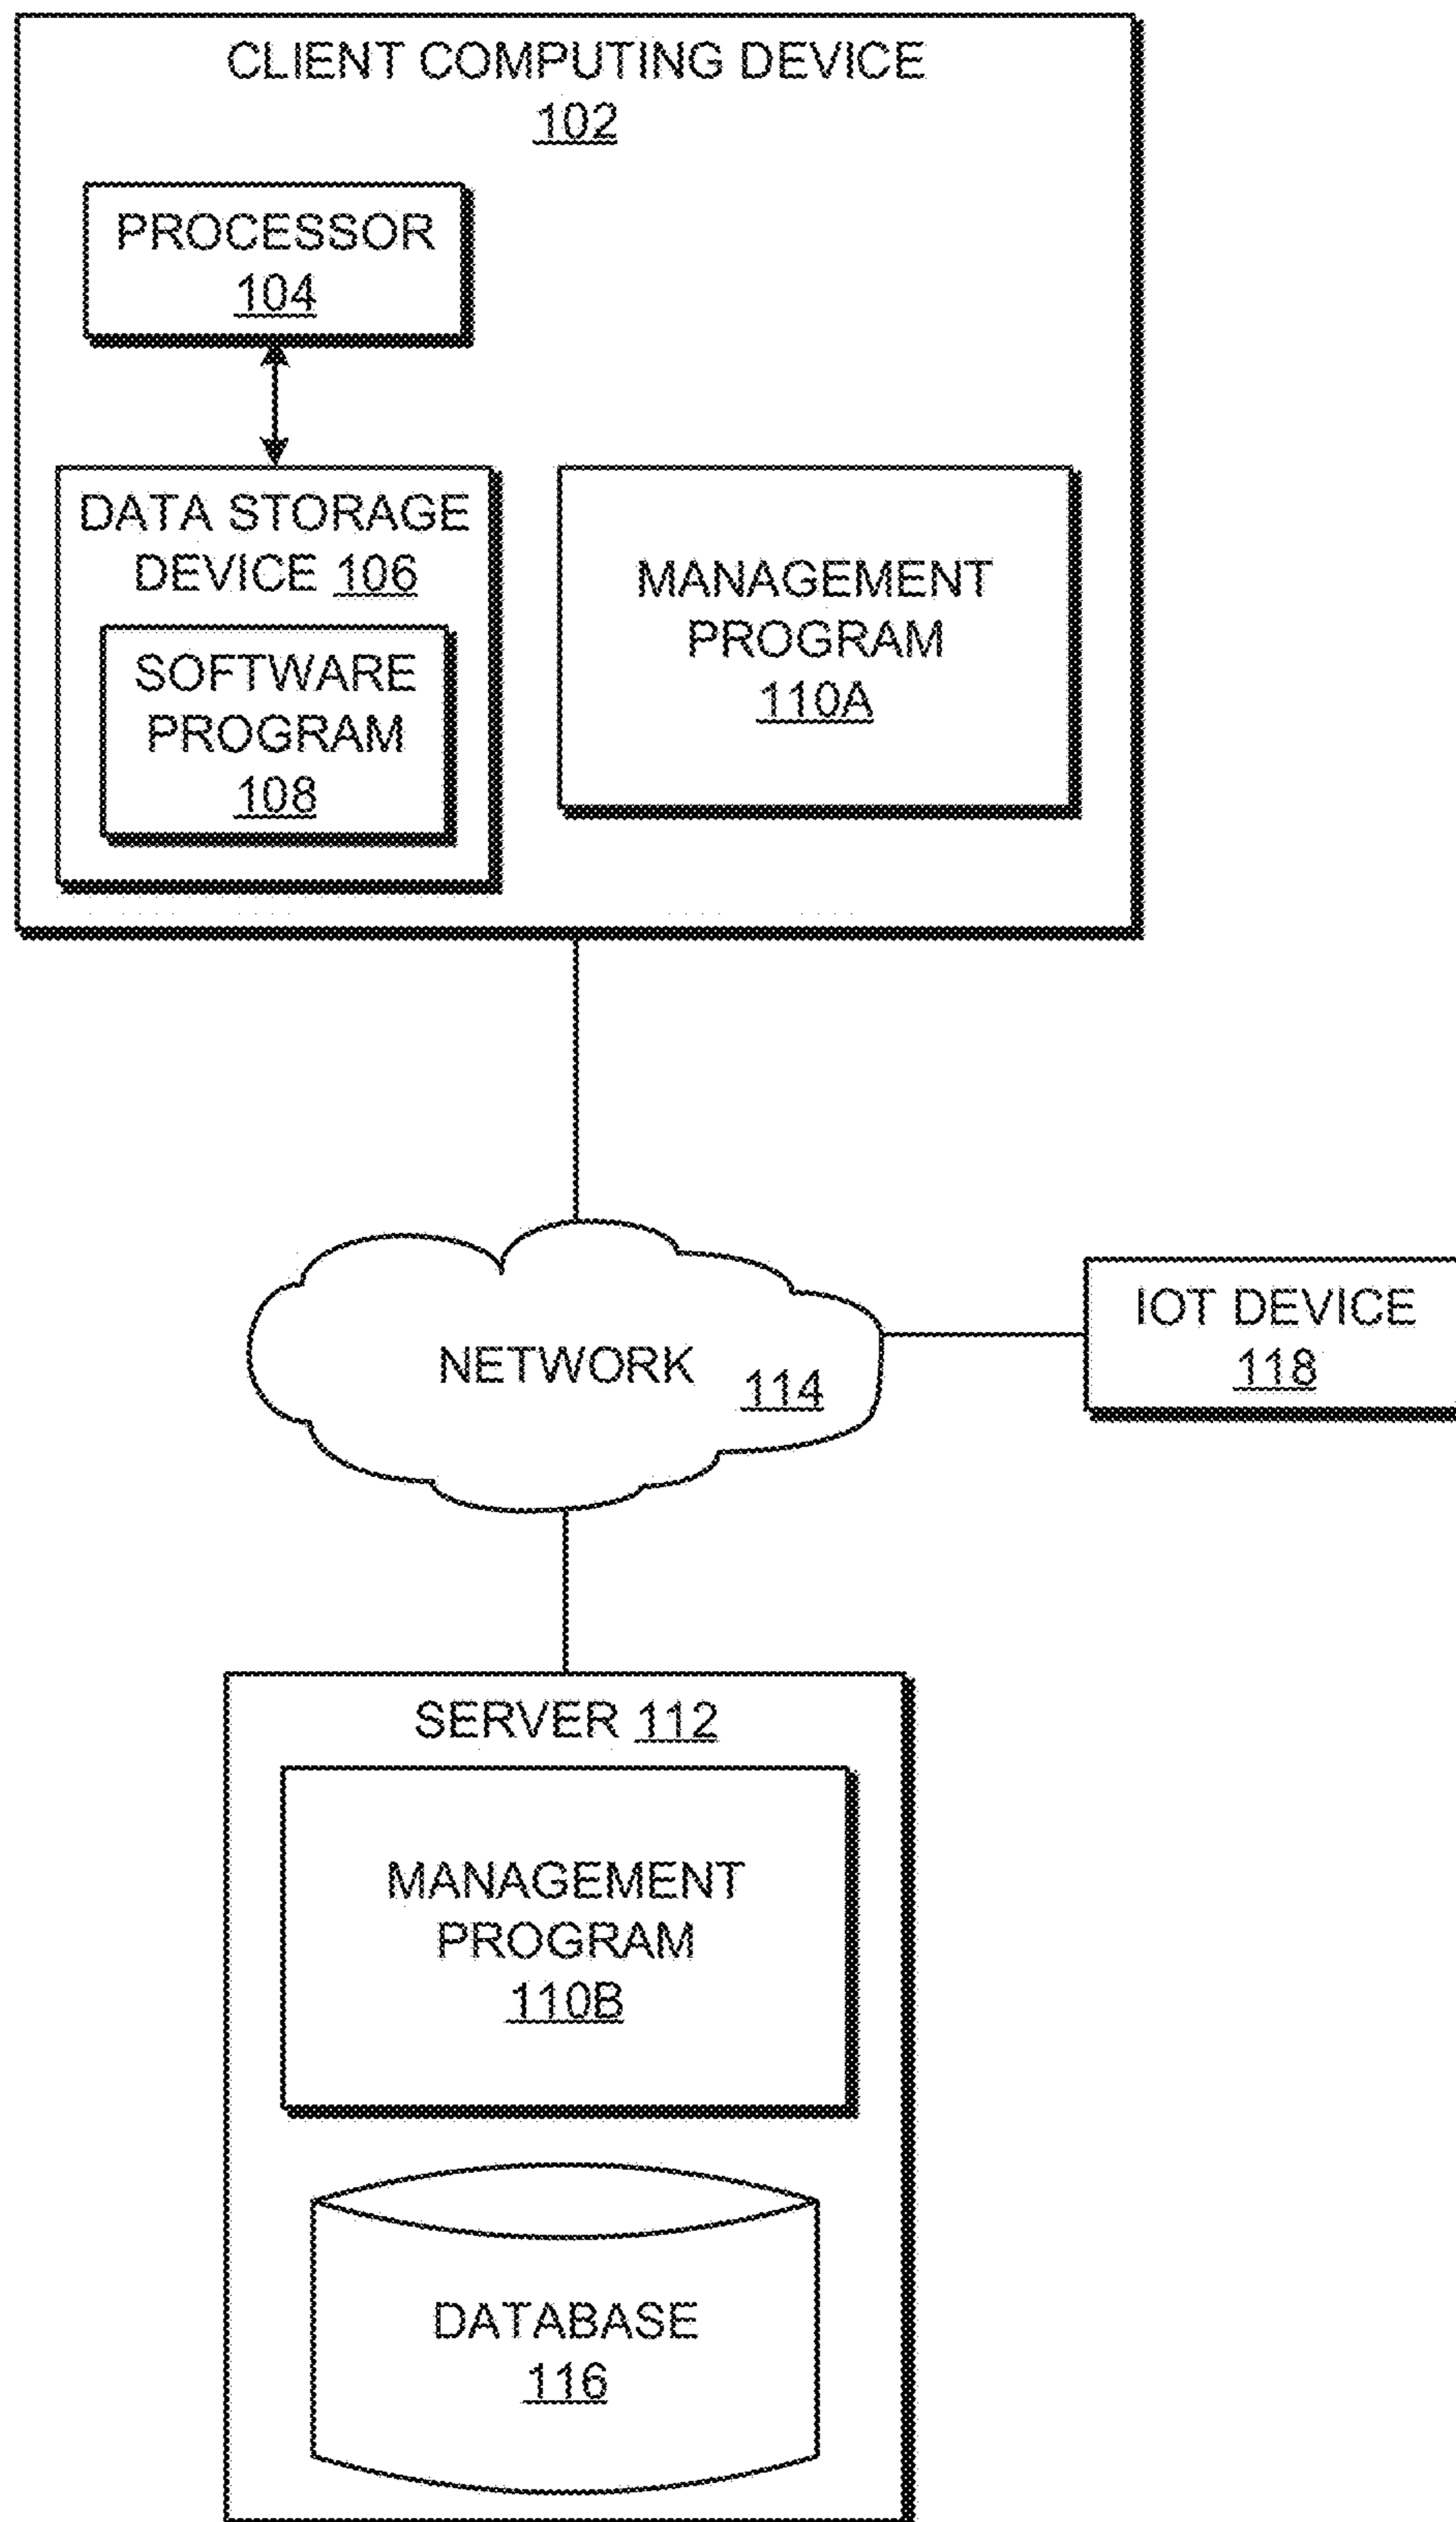 CLIENT COMPUTING DEVICE
102
PROCESSOR
104
DATA STORAGE
DEVICE 106
SOFTWARE
PROGRAM
108
MANAGEMENT
PROGRAM
110A
NETWORK 114
IOT DEVICE
118
SERVER 112
MANAGEMENT
PROGRAM
110B
DATABASE
116